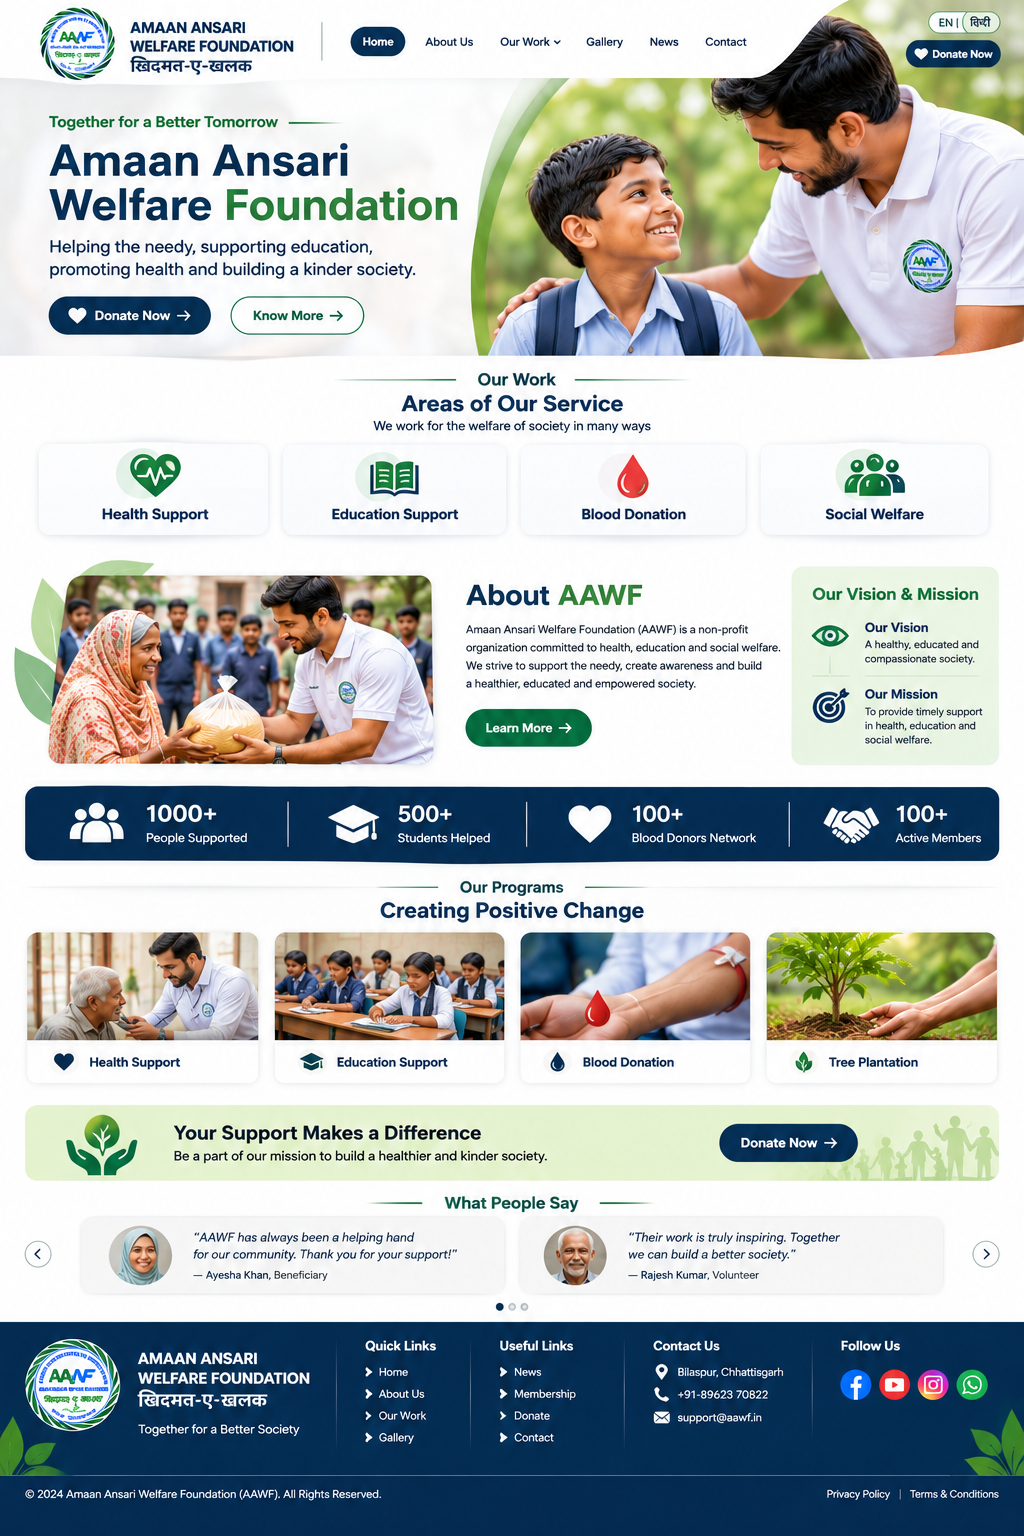 AAWF
AMAAN ANSARI
WELFARE FOUNDATION
खिदमत-ए-खलक
Home
About Us
Our Work
Gallery
News
Contact
EN |
Donate Now
Together for a Better Tomorrow
Amaan Ansari
Welfare Foundation
Helping the needy, supporting education,
promoting health and building a kinder society.
Donate Now →
Know More →
AAWF
Our Work
Areas of Our Service
We work for the welfare of society in many ways
Health Support
Education Support
Blood Donation
Social Welfare
About AAWF
Amaan Ansari Welfare Foundation (AAWF) is a non-profit
organization committed to health, education and social welfare.
We strive to support the needy, create awareness and build
a healthier, educated and empowered society.
Learn More →
Our Vision & Mission
Our Vision
A healthy, educated and
compassionate society.
Our Mission
To provide timely support
in health, education and
social welfare.
1000+
People Supported
500+
Students Helped
100+
Blood Donors Network
100+
Active Members
Our Programs
Creating Positive Change
Health Support
Education Support
Blood Donation
Tree Plantation
Your Support Makes a Difference
Be a part of our mission to build a healthier and kinder society.
Donate Now →
What People Say
“AAWF has always been a helping hand
for our community. Thank you for your support!”
— Ayesha Khan, Beneficiary
“Their work is truly inspiring. Together
we can build a better society.”
— Rajesh Kumar, Volunteer
AAWF
AMAAN ANSARI
WELFARE FOUNDATION
खिदमत-ए-खलक
Together for a Better Society
Quick Links
Home
About Us
Our Work
Gallery
Useful Links
News
Membership
Donate
Contact
Contact Us
Bilaspur, Chhattisgarh
+91-89623 70822
support@aawf.in
Follow Us
© 2024 Amaan Ansari Welfare Foundation (AAWF). All Rights Reserved.
Privacy Policy | Terms & Conditions